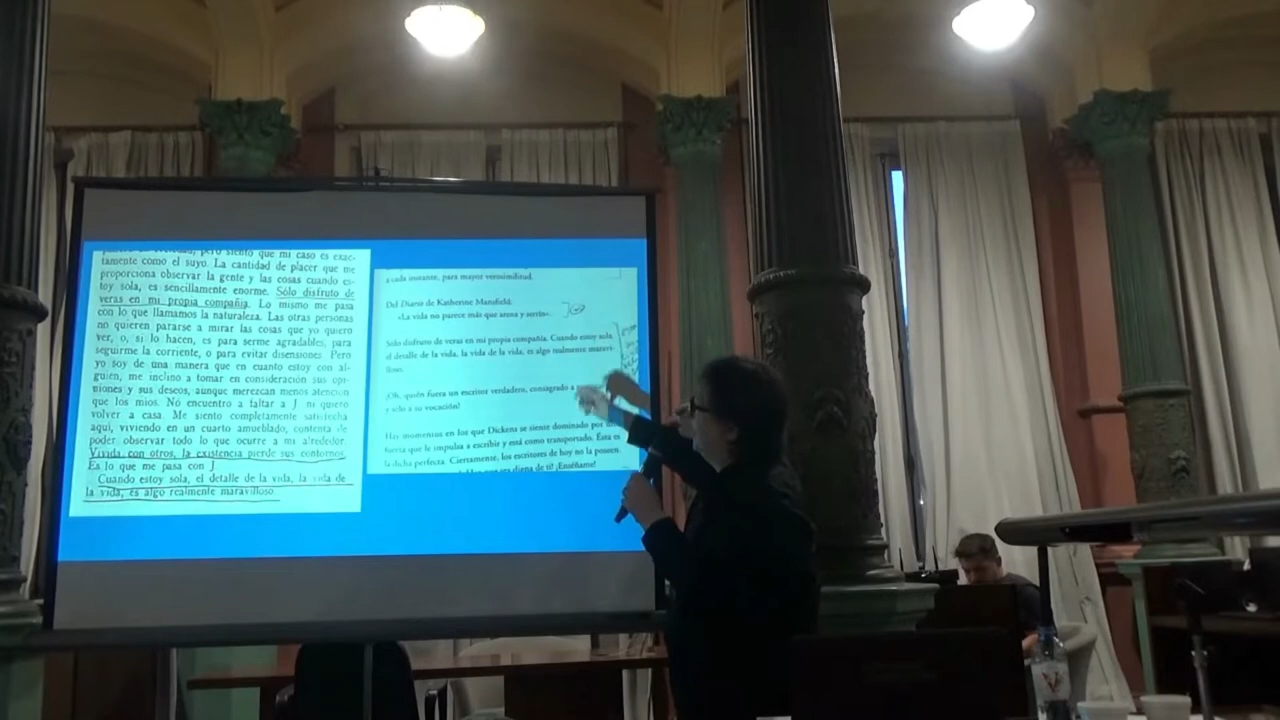 pero siento que mi caso es exac-
tamente como el suyo. La cantidad de placer que me
proporciona observar la gente y las cosas cuando es-
toy sola, es sencillamente enorme. Sólo disfruto de
veras en mi propia compañía. Lo mismo me pasa
con lo que llamamos la naturaleza. Las otras personas
no quieren pararse a mirar las cosas que yo quiero
ver, o, si lo hacen, es para serme agradables, para
seguirme la corriente, o para evitar disensiones. Pero
yo soy de una manera que en cuanto estoy con al-
guien, me inclino a tomar en consideración sus opi-
niones y sus deseos, aunque merezcan menos atención
que los míos. No encuentro a faltar a J ni quiero
volver a casa. Me siento completamente satisfecha
aquí, viviendo en un cuarto amueblado, contenta de
poder observar todo lo que ocurre a mi alrededor.
Vivida con otros, la existencia pierde sus contornos.
Es lo que me pasa con J.
Cuando estoy sola, el detalle de la vida, la vida de
la vida, es algo realmente maravilloso.
a cada instante, para mayor verosimilitud.
Del Diario de Katherine Mansfield:
«La vida no parece más que arena y serrín».
Solo disfruto de veras en mi propia compañía. Cuando estoy sola
el detalle de la vida, la vida de la vida, es algo realmente maravi-
lloso.
¡Oh, quién fuera un escritor verdadero, consagrado a
y sólo a su vocación!
Hay momentos en los que Dickens se siente dominado por
fuerza que le impulsa a escribir y está como transportado. Ésta es
la dicha perfecta. Ciertamente, los escritores de hoy no la poseen.
digna de ti! ¡Enséñame!